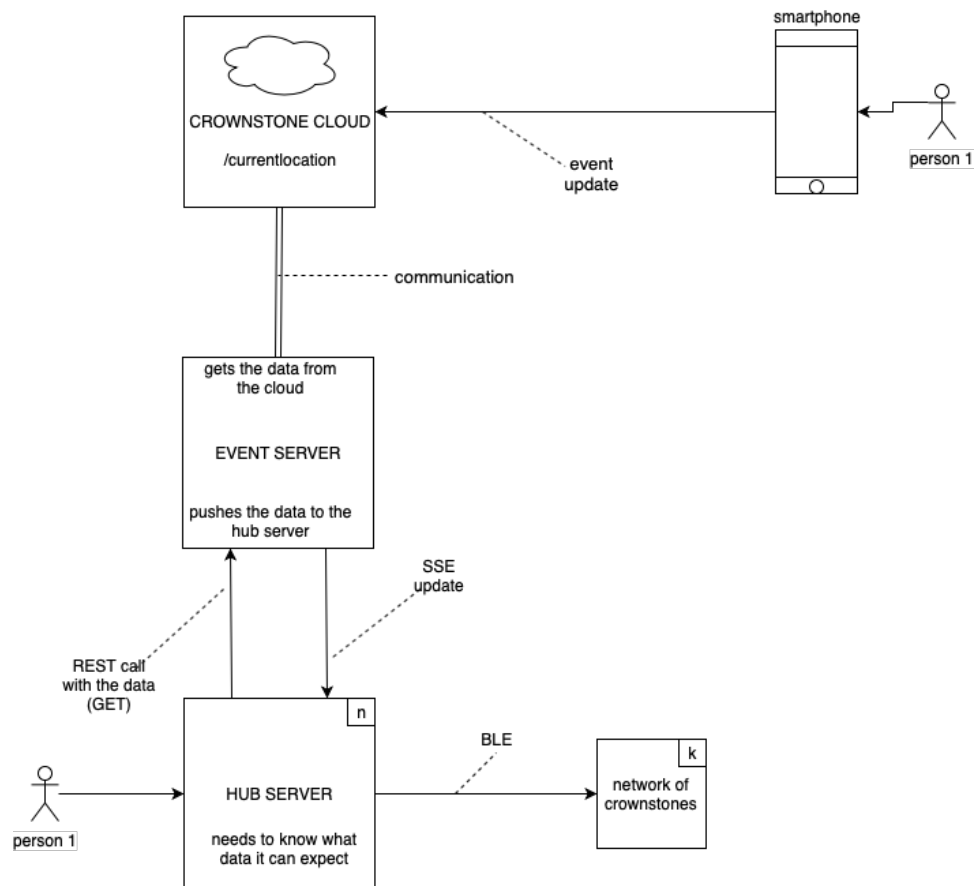 smartphone
CROWNSTONE CLOUD
/currentlocation
person 1
event
update
communication
gets the data from
the cloud
EVENT SERVER
pushes the data to the
hub server
SSE
update
REST call
with the data
(GET)
n
BLE
k
network of
crownstones
HUB SERVER
person 1
needs to know what
data it can expect